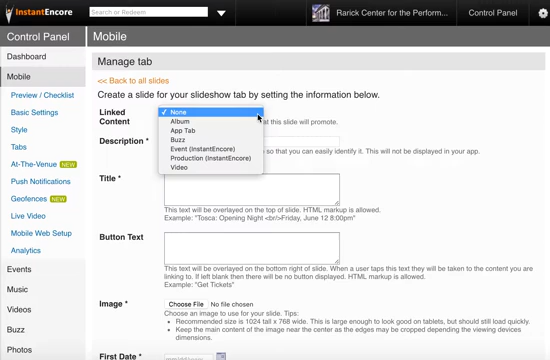 InstantEncore
Search or Redeem!
Rarick Center for the Perform...
Control Panel
Control Panel
Mobile
Dashboard
Manage tab
Mobile
<< Back to all slides
Preview / Checklist
Create a slide for your slideshow tab by setting the information below.
Basic Settings
Linked Content
✓ None
Album
App Tab
Buzz
Event (InstantEncore)
Production (InstantEncore)
Video
at this slide will promote.
Style
Description *
so that you can easily identify it. This will not be displayed in your app.
Tabs
At-The-Venue NEW
Title *
Push Notifications
Geofences NEW
This text will be overlayed on the top of slide. HTML markup is allowed.
Example: "Tosca: Opening Night <br/>Friday, June 12 8:00pm"
Live Video
Mobile Web Setup
Button Text
Analytics
This text will be overlayed on the bottom right of slide. When a user taps this text they will be taken to the content you are
linking to. If left blank then there will be no button displayed. HTML markup is allowed.
Example: "Get Tickets"
Events
Music
Image *
Choose File No file chosen
Choose an image to use for your slide. Tips:
• Recommended size is 1024 tall x 768 wide. This is large enough to look good on tablets, but should still load quickly.
• Keep the main content of the image near the center as the edges may be cropped depending the viewing devices
dimensions.
Videos
Buzz
Photos
First Date *